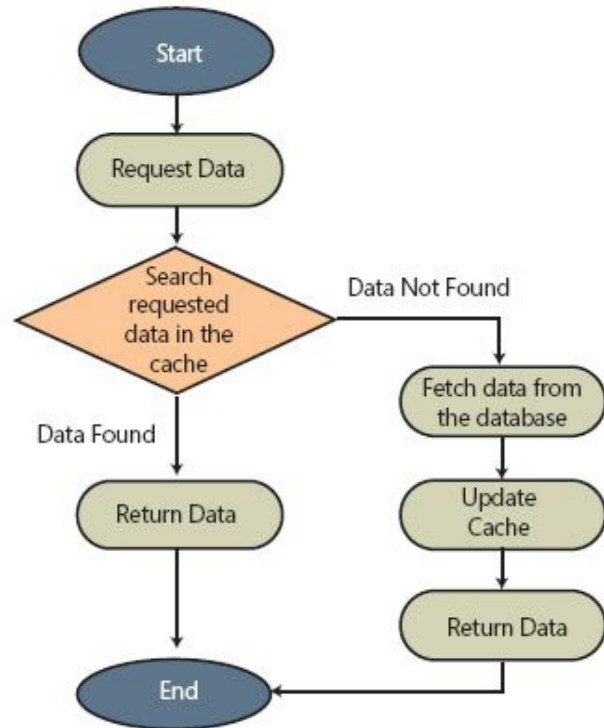 Start
Request Data
Search
requested
data in the
cache
Data Not Found
Fetch data from
the database
Data Found
Update
Cache
Return Data
Return Data
End